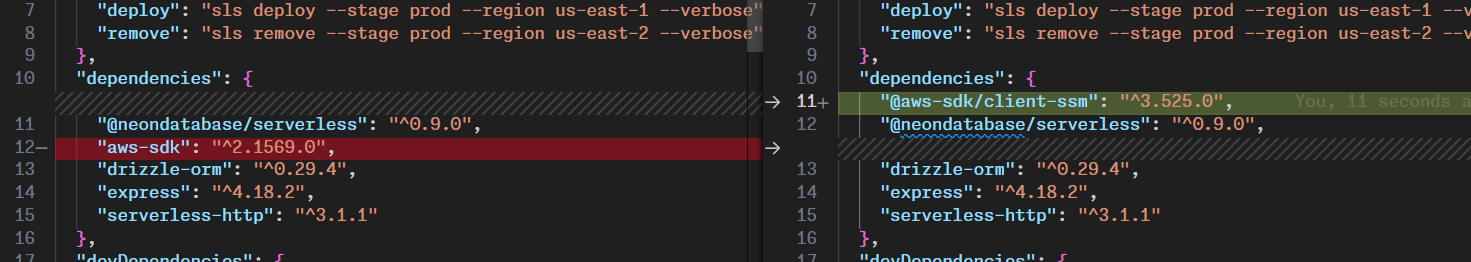 7 "deploy": "sls deploy --stage prod --region us-east-1 --verbose"
8 "remove": "sls remove --stage prod --region us-east-2 --verbose"
9 },
10 "dependencies": {
11 "@neondatabase/serverless": "^0.9.0",
12— "aws-sdk": "^2.1569.0",
13 "drizzle-orm": "^0.29.4",
14 "express": "^4.18.2",
15 "serverless-http": "^3.1.1"
16 },
17 "devDependencies": {
7 "deploy": "sls deploy --stage prod --region us-east-1 --v
8 "remove": "sls remove --stage prod --region us-east-2 --v
9 },
10 "dependencies": {
→ 11+ "@aws-sdk/client-ssm": "^3.525.0", You, 11 seconds a
12 "@neondatabase/serverless": "^0.9.0",
→
13 "drizzle-orm": "^0.29.4",
14 "express": "^4.18.2",
15 "serverless-http": "^3.1.1"
16 },
17 "devDependencies": {